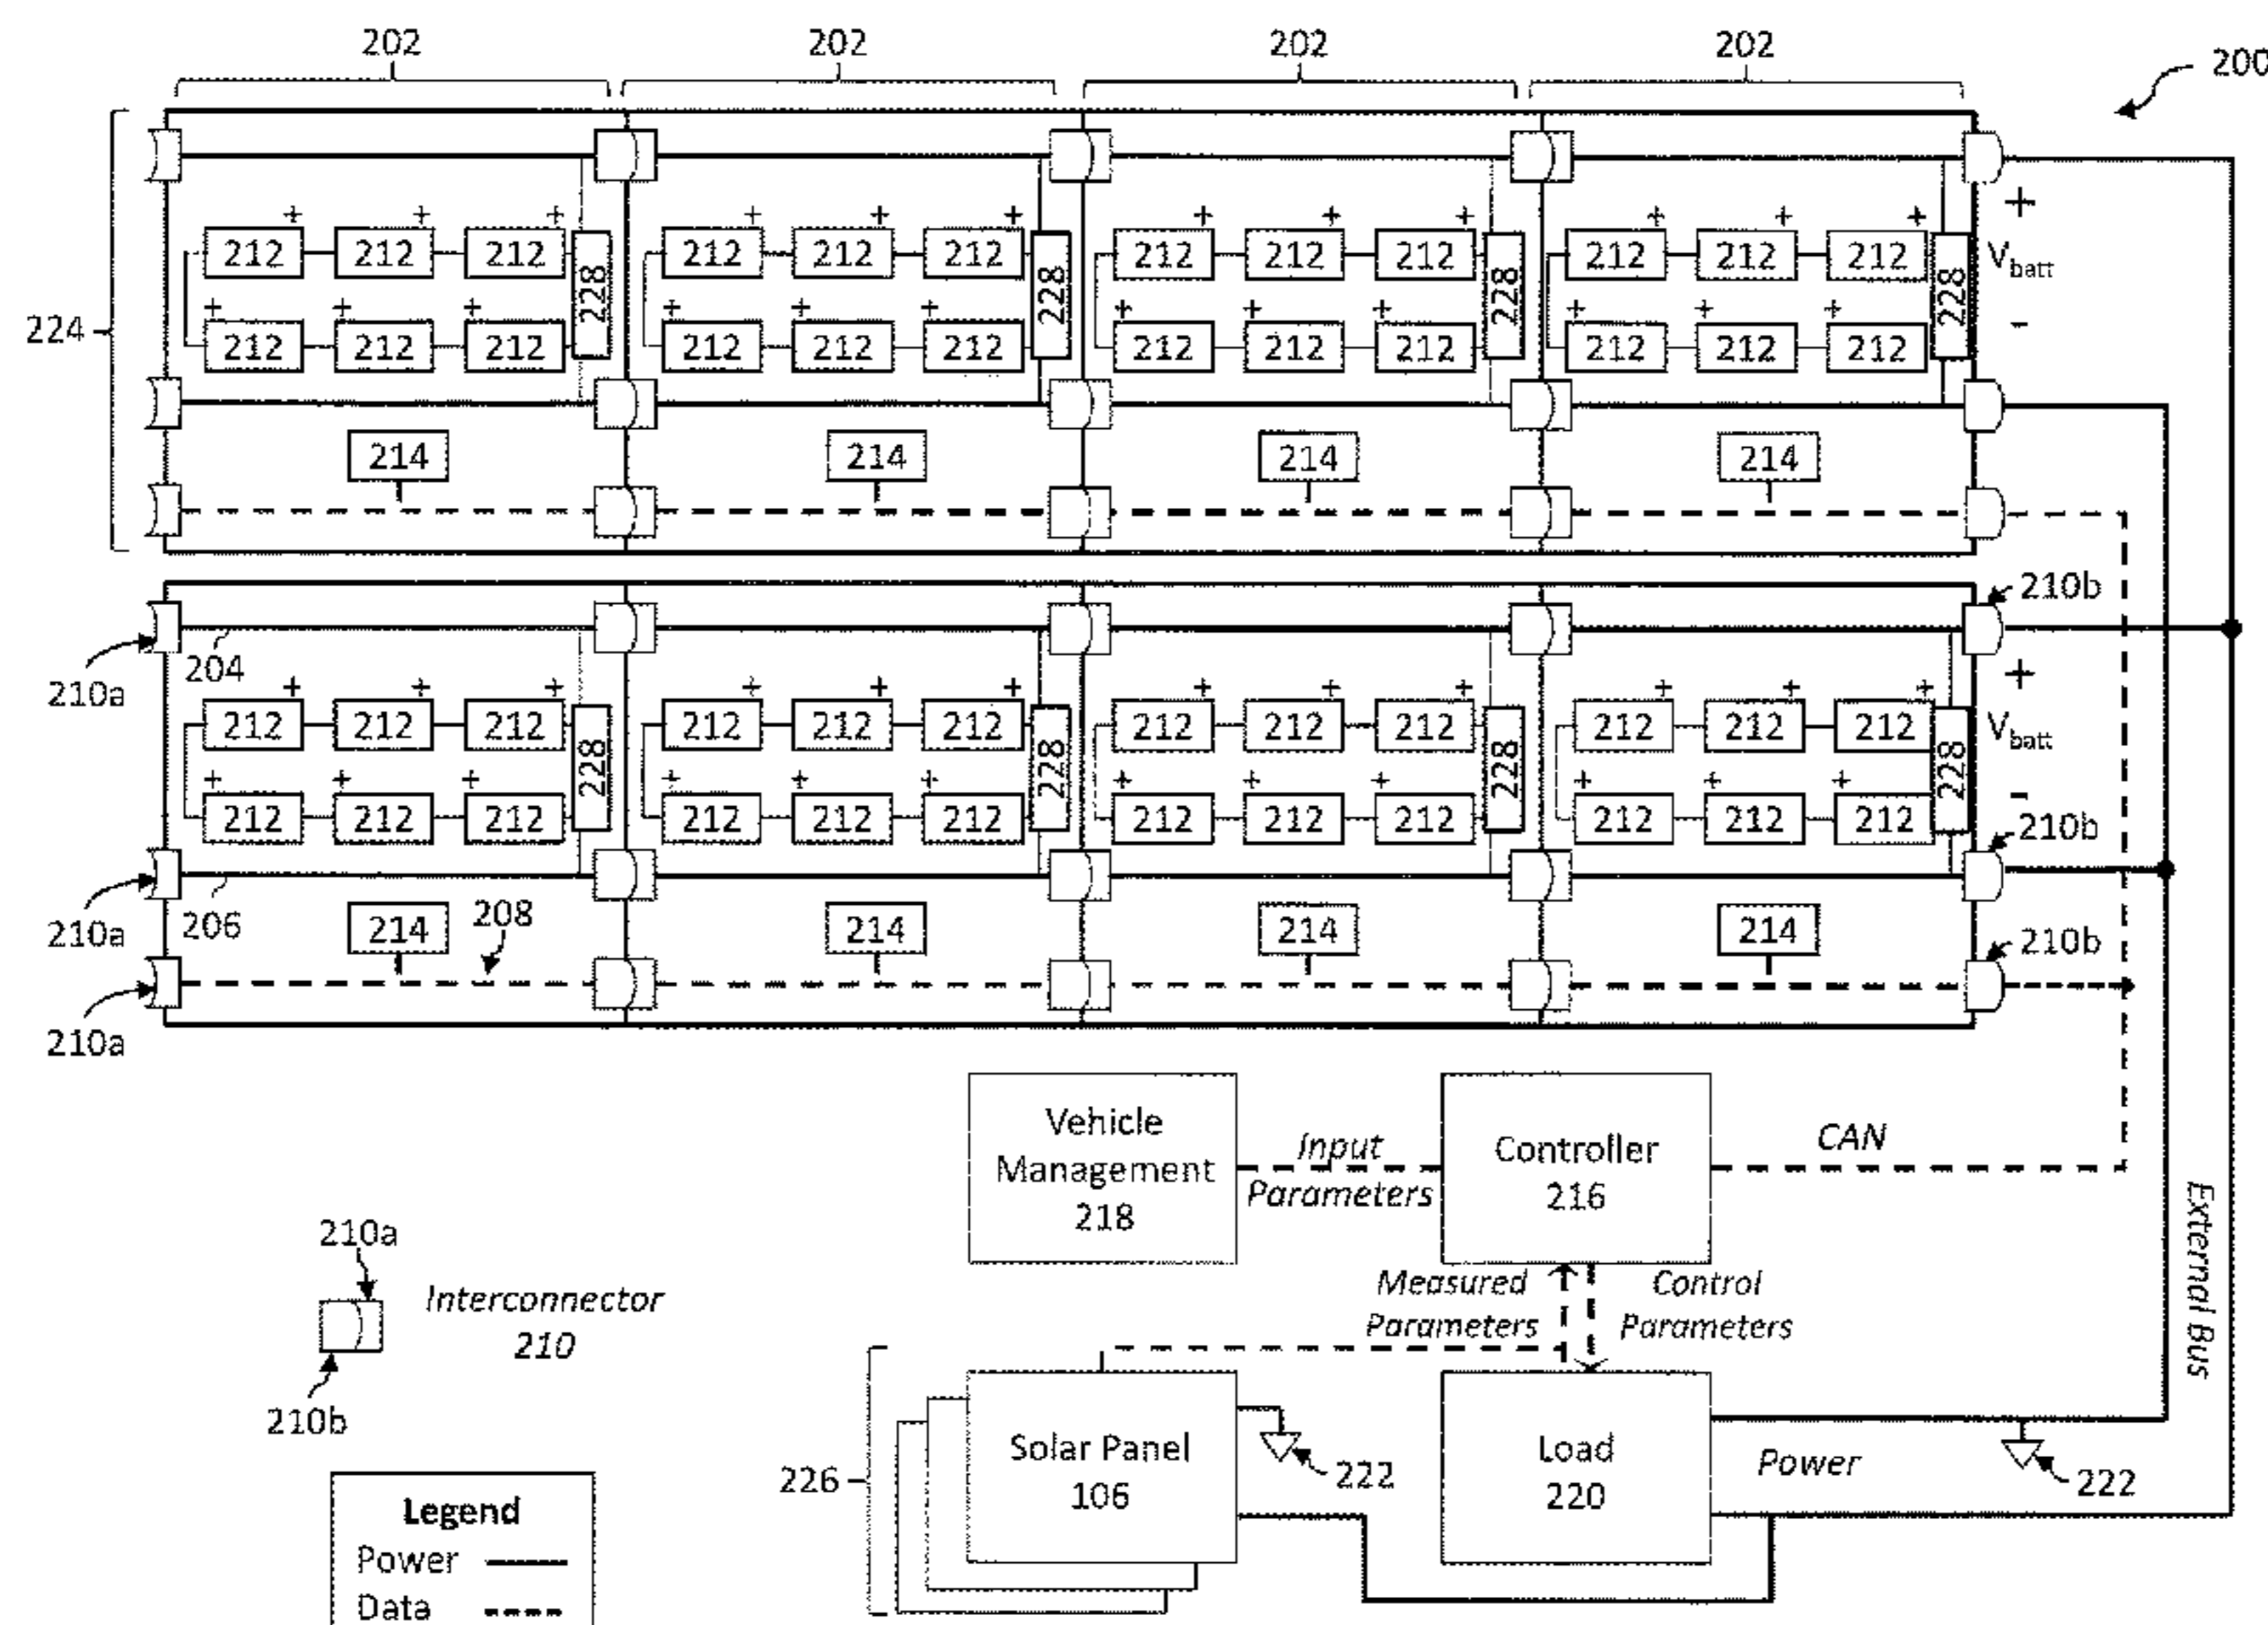 202 202 202 202
200
+ + + + + + + + + + + +
212 212 212 212 212 212 212 212 212 212 212 212
+
V batt
-
228 228 228 228
224
+ + + + + + + + + + + +
212 212 212 212 212 212 212 212 212 212 212 212
214 214 214 214
210b
204
210a
+ + + + + + + + + + + +
212 212 212 212 212 212 212 212 212 212 212 212
+
V batt
-
228 228 228 228
+ + + + + + + + + + + +
212 212 212 212 212 212 212 212 212 212 212 212
210b
206
210a
208
214 214 214 214
210b
210a
Vehicle
Management
218
Input
Parameters
Controller
216
CAN
External Bus
210a
Interconnector
210
210b
Measured
Parameters
Control
Parameters
226
Solar Panel
106
222
Load
220
Power
222
Legend
Power
Data